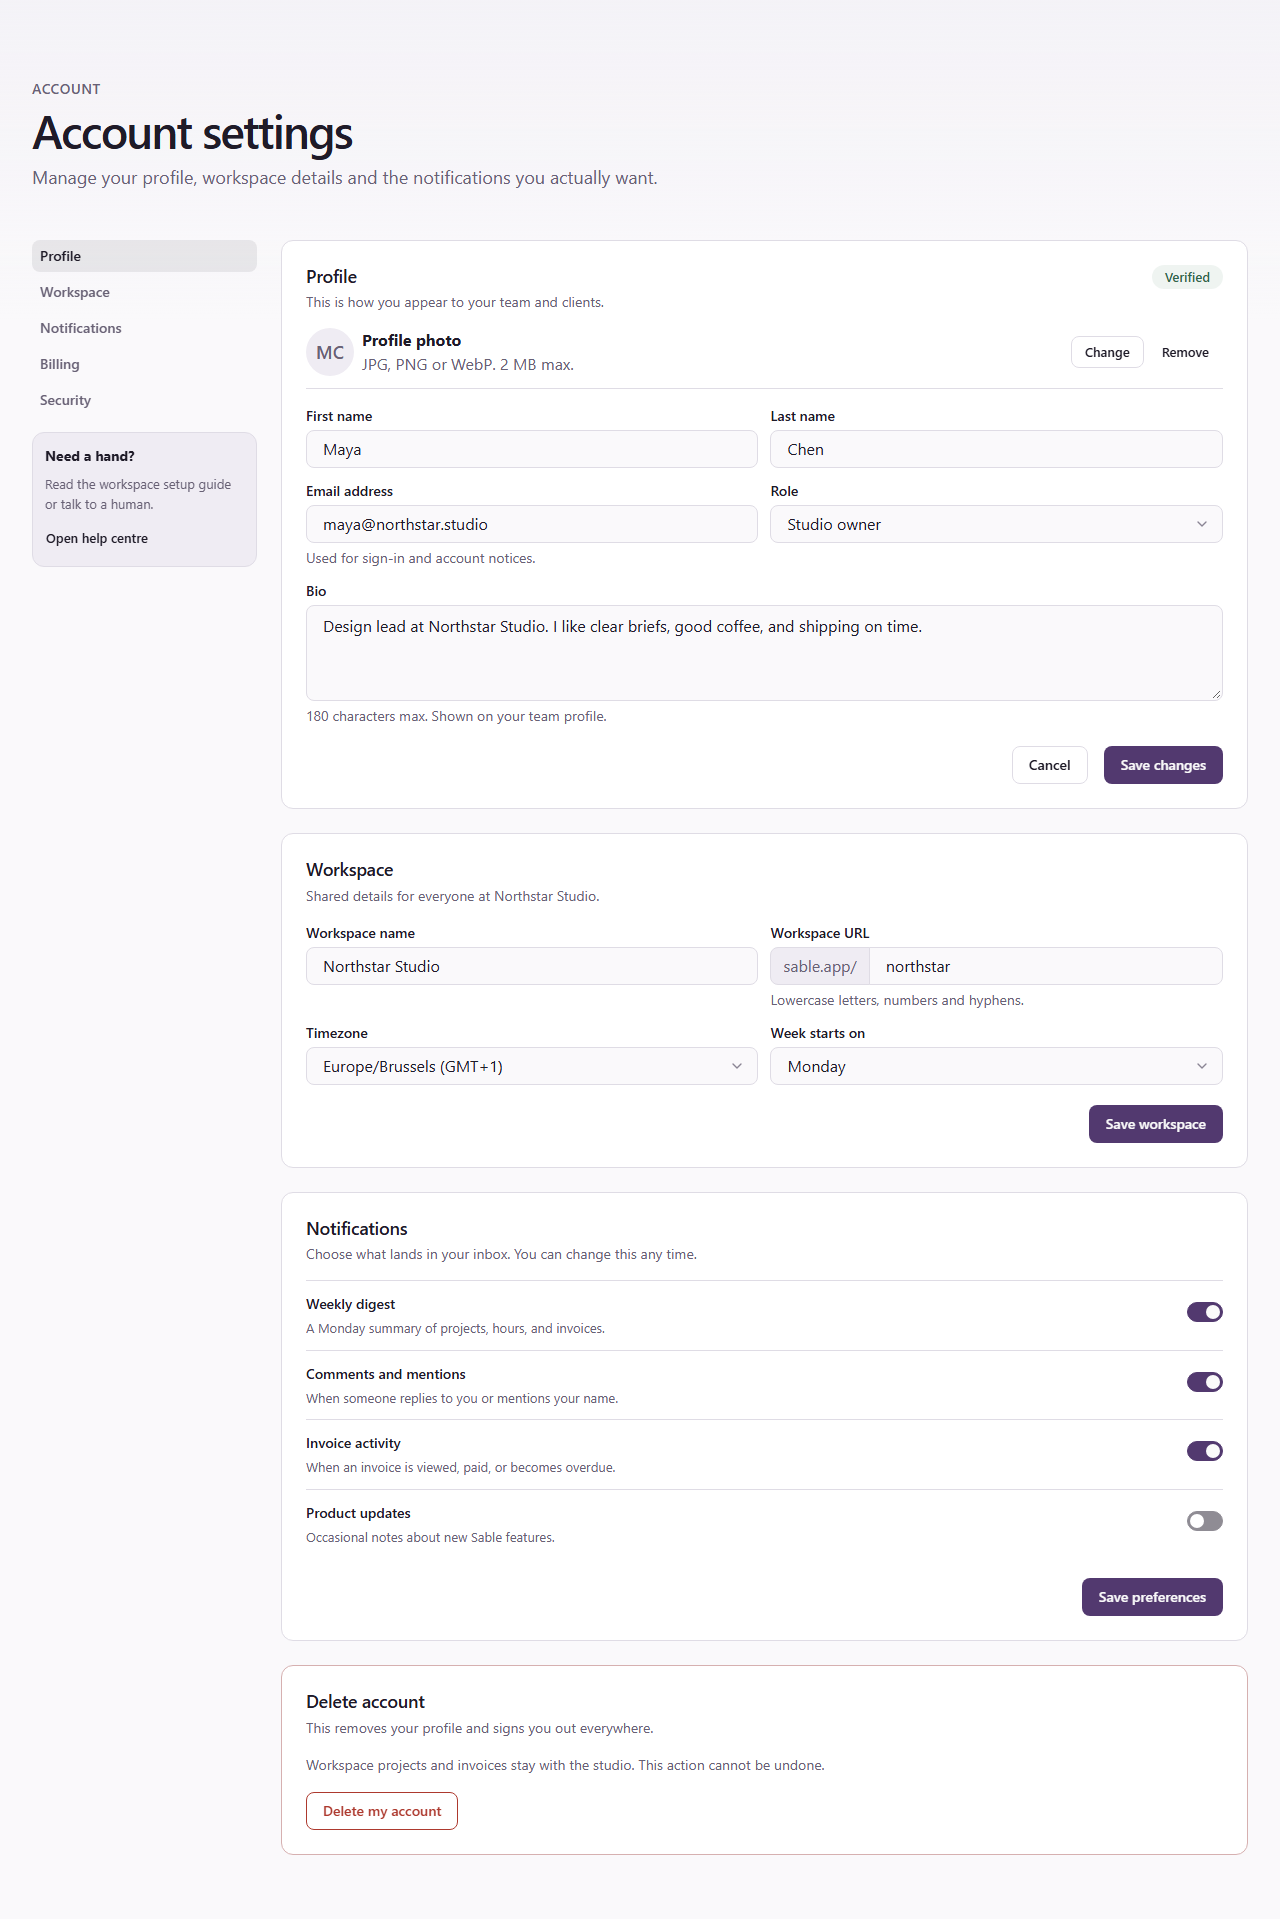 ACCOUNT
Account settings
Manage your profile, workspace details and the notifications you actually want.
Profile
Workspace
Notifications
Billing
Security
Need a hand?
Read the workspace setup guide
or talk to a human.
Open help centre
Profile
Verified
This is how you appear to your team and clients.
MC
Profile photo
JPG, PNG or WebP. 2 MB max.
Change
Remove
First name
Last name
Maya
Chen
Email address
Role
maya@northstar.studio
Studio owner
Used for sign-in and account notices.
Bio
Design lead at Northstar Studio. I like clear briefs, good coffee, and shipping on time.
180 characters max. Shown on your team profile.
Cancel
Save changes
Workspace
Shared details for everyone at Northstar Studio.
Workspace name
Workspace URL
Northstar Studio
sable.app/
northstar
Lowercase letters, numbers and hyphens.
Timezone
Week starts on
Europe/Brussels (GMT+1)
Monday
Save workspace
Notifications
Choose what lands in your inbox. You can change this any time.
Weekly digest
A Monday summary of projects, hours, and invoices.
Comments and mentions
When someone replies to you or mentions your name.
Invoice activity
When an invoice is viewed, paid, or becomes overdue.
Product updates
Occasional notes about new Sable features.
Save preferences
Delete account
This removes your profile and signs you out everywhere.
Workspace projects and invoices stay with the studio. This action cannot be undone.
Delete my account